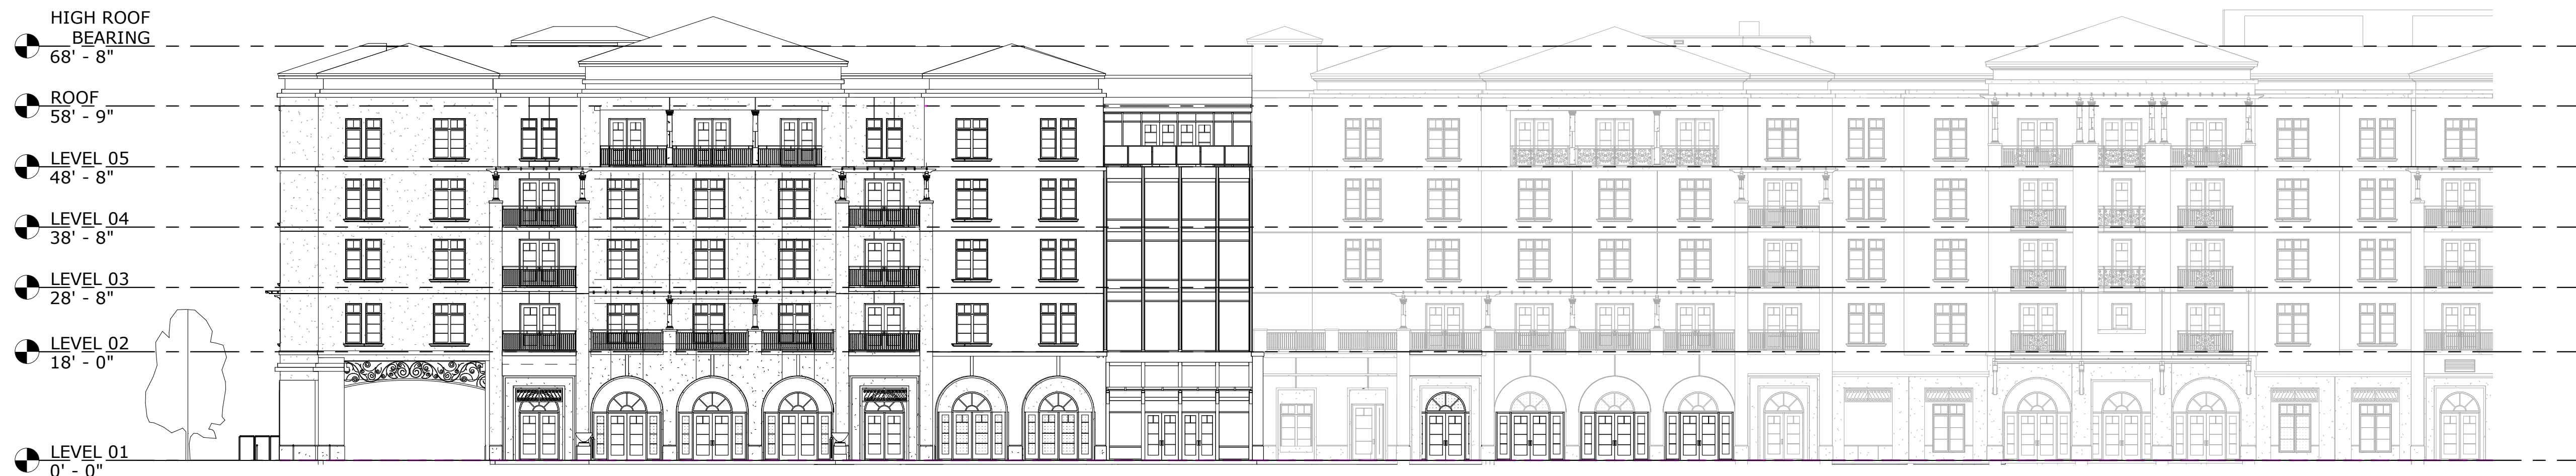 HIGH ROOF
BEARING
68' - 8"
ROOF
58' - 9"
LEVEL 05
48' - 8"
LEVEL 04
38' - 8"
LEVEL 03
28' - 8"
LEVEL 02
18' - 0"
LEVEL 01
0' - 0"